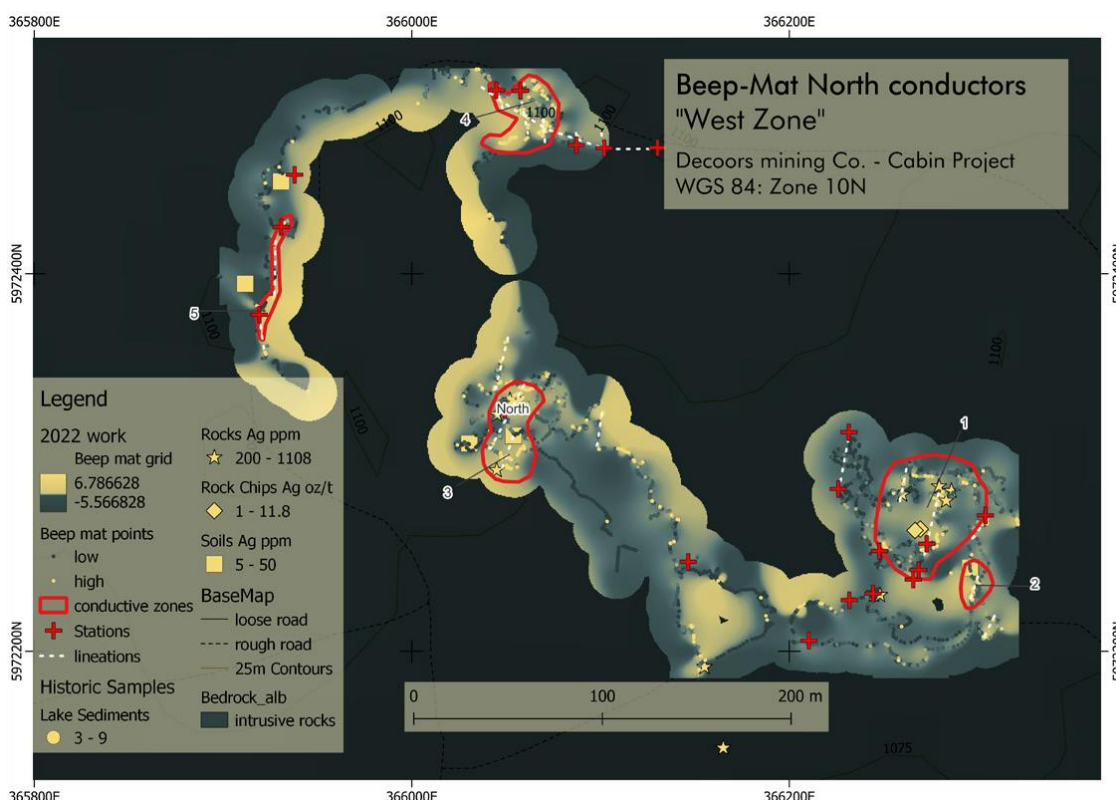 365800E
366000E
366200E
Beep-Mat North conductors
"West Zone"
Decoors mining Co. - Cabin Project
WGS 84: Zone 10N
1100
4
1100
1100
1100
5972400N
5972400N
5
1100
1100
1100
North
3
1
2
Legend
2022 work
Beep mat grid
6.786628
-5.566828
Beep mat points
low
high
conductive zones
Stations
lineations
Historic Samples
Lake Sediments
3 - 9
Rocks Ag ppm
200 - 1108
Rock Chips Ag oz/t
1 - 11.8
Soils Ag ppm
5 - 50
BaseMap
loose road
rough road
25m Contours
Bedrock_alb
intrusive rocks
5972200N
0
100
200 m
1075
365800E
366000E
366200E